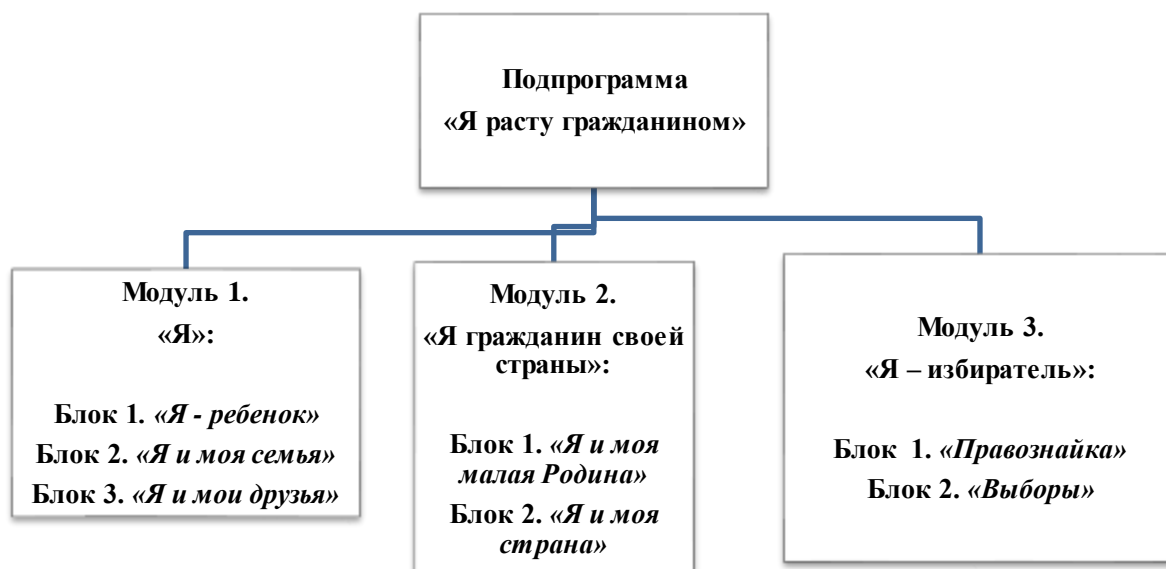 Подпрограмма
«Я расту гражданином»
Модуль 1.
«Я»:
Блок 1. «Я - ребенок»
Блок 2. «Я и моя семья»
Блок 3. «Я и мои друзья»
Модуль 2.
«Я гражданин своей
страны»:
Блок 1. «Я и моя
малая Родина»
Блок 2. «Я и моя
страна»
Модуль 3.
«Я – избиратель»:
Блок 1. «Правознайка»
Блок 2. «Выборы»